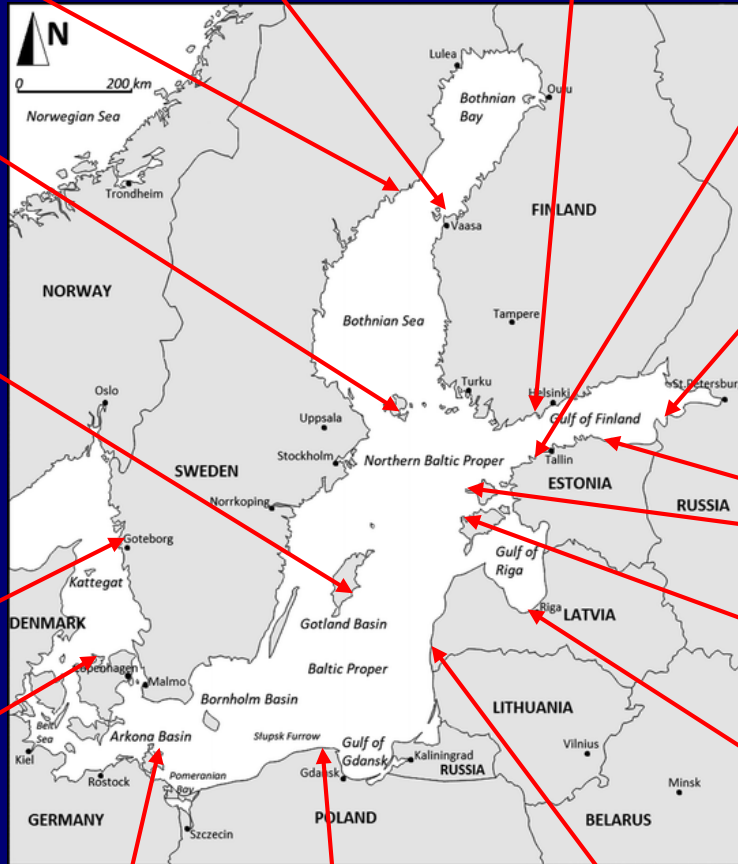 N
0 200 km
Norwegian Sea
Lulea
Oulu
Bothnian
Bay
Trondheim
FINLAND
Vaasa
NORWAY
Bothnian Sea
Tampere
Oslo
Turku
Helsinki
St.Petersbur
Gulf of Finland
Uppsala
Stockholm
Northern Baltic Proper
Tallin
SWEDEN
ESTONIA
RUSSIA
Norrkoping
Goteborg
Gulf of
Riga
Kattegat
Riga
LATVIA
DENMARK
Gotland Basin
Copenhagen
Malmo
Baltic Proper
Bornholm Basin
LITHUANIA
Belt
Sea
Arkona Basin
Słupsk Furrow
Gulf of
Gdansk
Kiel
Kaliningrad
Vilnius
Rostock
Pomeranian
Bay
Gdańsk
RUSSIA
Minsk
GERMANY
POLAND
BELARUS
Szczecin